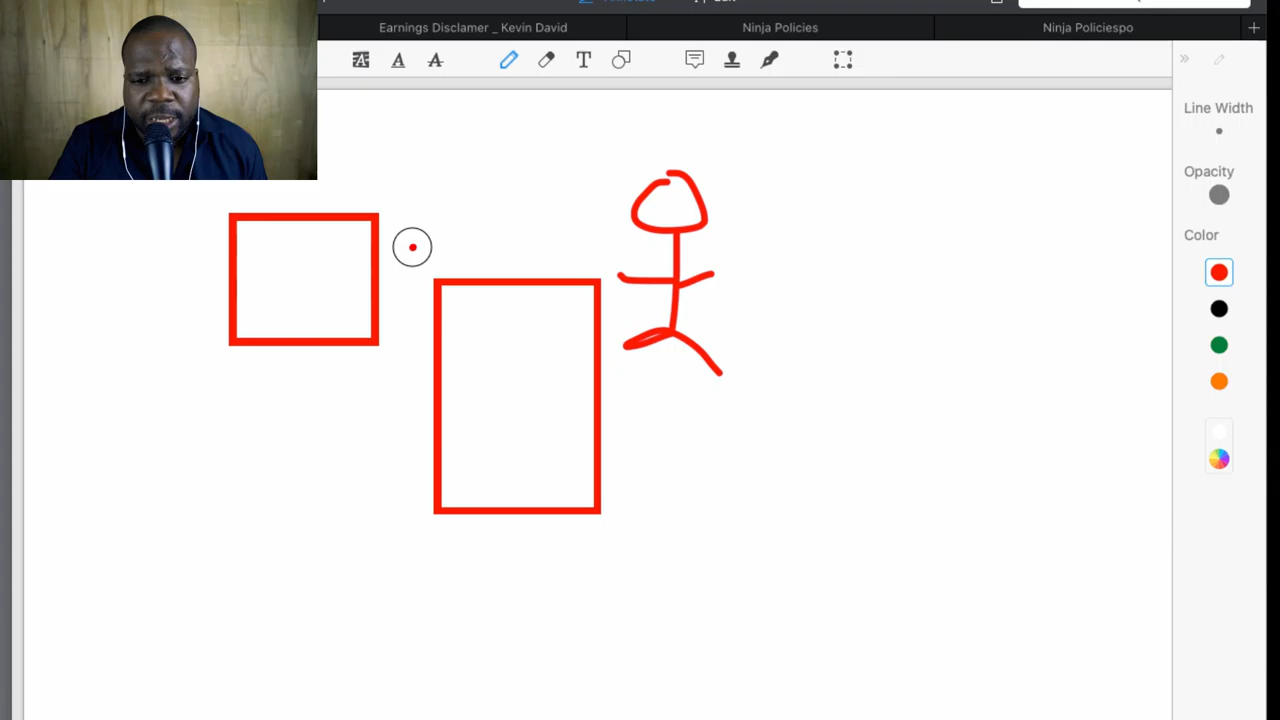 Earnings Disclamer _ Kevin David
Ninja Policies
Ninja Policiespo
Line Width
Opacity
Color